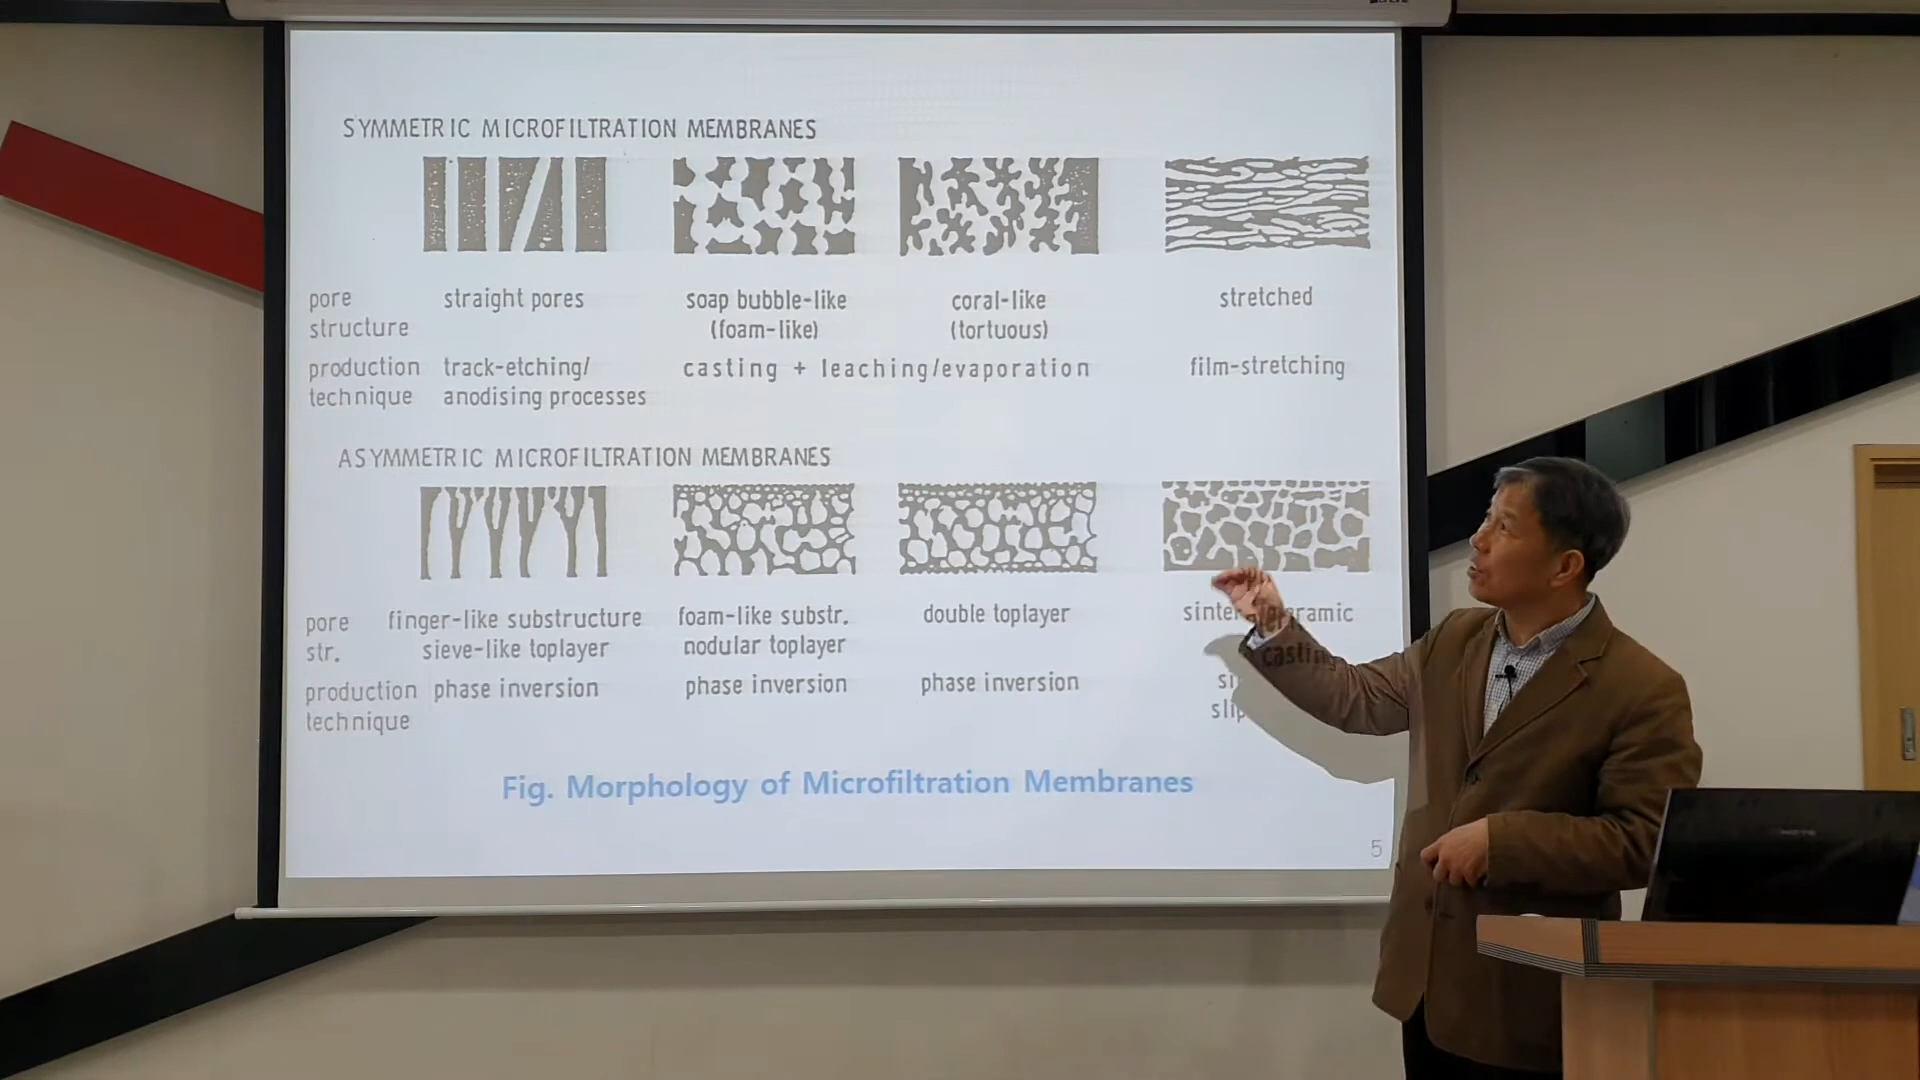 SYMMETRIC MICROFILTRATION MEMBRANES
pore structure
straight pores
soap bubble-like (foam-like)
coral-like (tortuous)
stretched
production technique
track-etching/ anodising processes
casting + leaching/evaporation
film-stretching
ASYMMETRIC MICROFILTRATION MEMBRANES
pore str.
finger-like substructure sieve-like toplayer
foam-like substr. nodular toplayer
double toplayer
production technique
phase inversion
phase inversion
phase inversion
casting
Fig. Morphology of Microfiltration Membranes
5